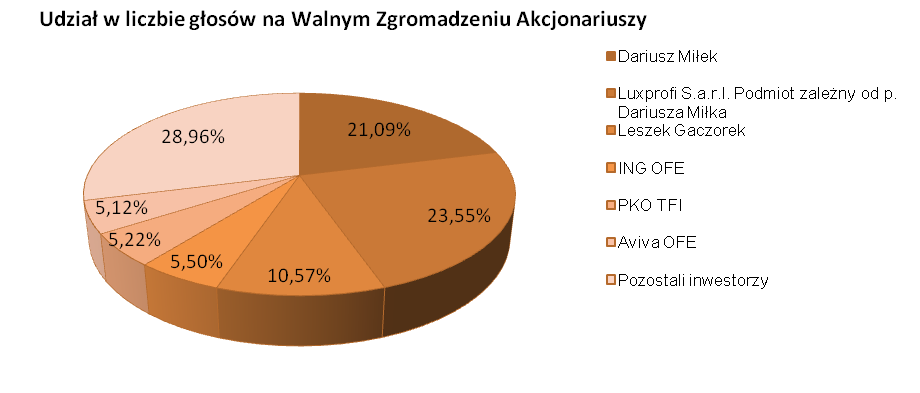 Udział w liczbie głosów na Walnym Zgromadzeniu Akcjonariuszy
Dariusz Miłek
Luxprofi S.a.r.l. Podmiot zależny od p.
Dariusza Miłka
Leszek Gaczorek
ING OFE
PKO TFI
Aviva OFE
Pozostali inwestorzy
21,09%
23,55%
10,57%
5,50%
5,22%
5,12%
28,96%